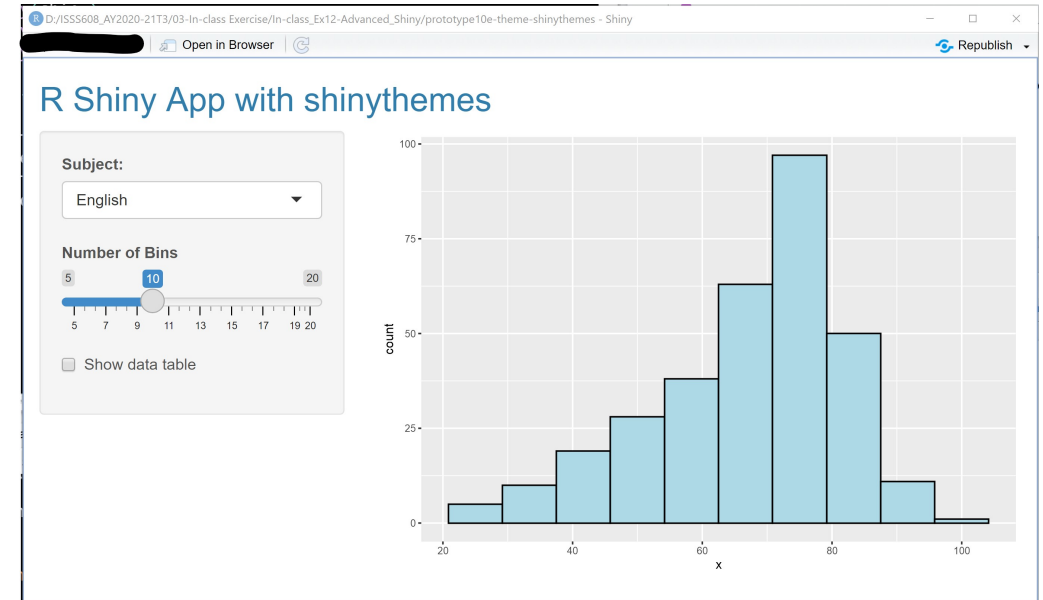 D:/ISSS608_AY2020-21T3/03-In-class Exercise/In-class_Ex12-Advanced_Shiny/prototype10e-theme-shinythemes - Shiny
Open in Browser
Republish
R Shiny App with shinythemes
Subject:
English
Number of Bins
5 10 20
5 7 9 11 13 15 17 19 20
Show data table
count
100
75
50
25
0
20 40 60 80 100
x